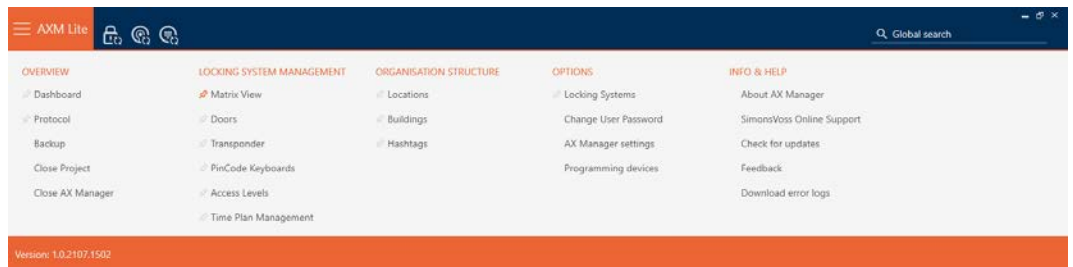 AXM Lite
Global search
OVERVIEW
Dashboard
Protocol
Backup
Close Project
Close AX Manager
LOCKING SYSTEM MANAGEMENT
Matrix View
Doors
Transponder
PinCode Keyboards
Access Levels
Time Plan Management
ORGANISATION STRUCTURE
Locations
Buildings
Hashtags
OPTIONS
Locking Systems
Change User Password
AX Manager settings
Programming devices
INFO & HELP
About AX Manager
SimonsVoss Online Support
Check for updates
Feedback
Download error logs
Version: 1.0.2107.1502